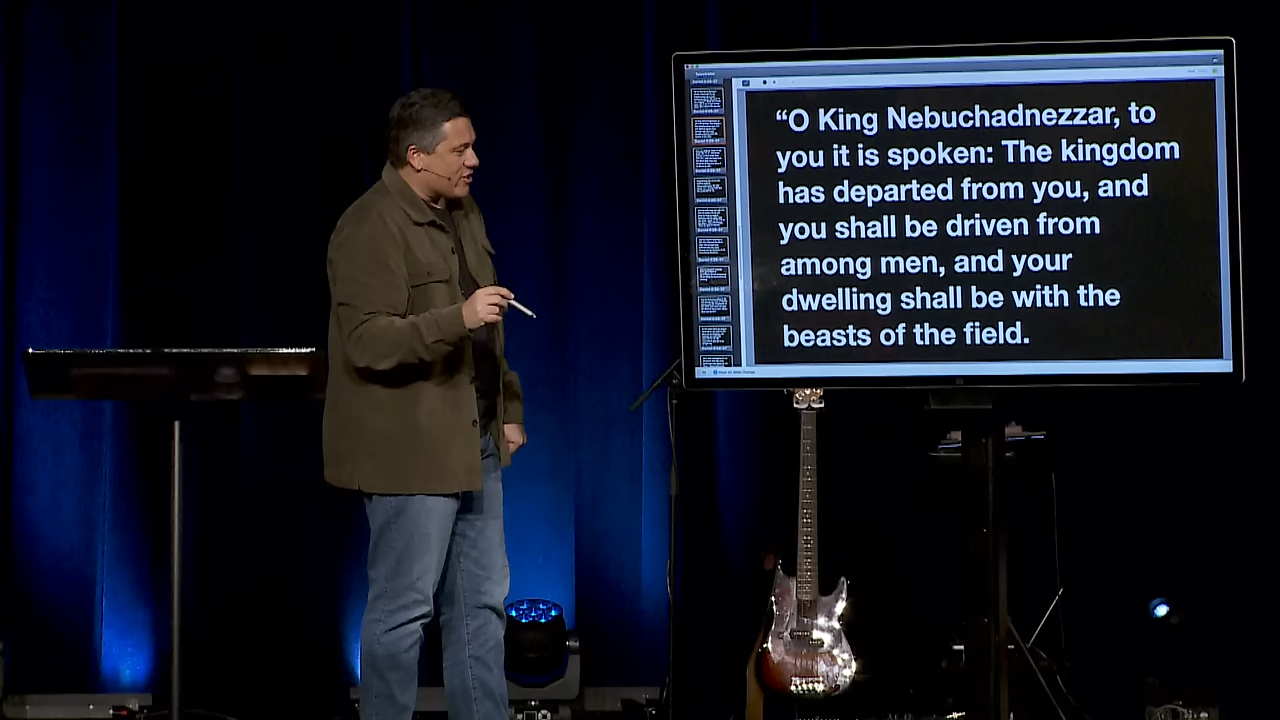 “O King Nebuchadnezzar, to
you it is spoken: The kingdom
has departed from you, and
you shall be driven from
among men, and your
dwelling shall be with the
beasts of the field.